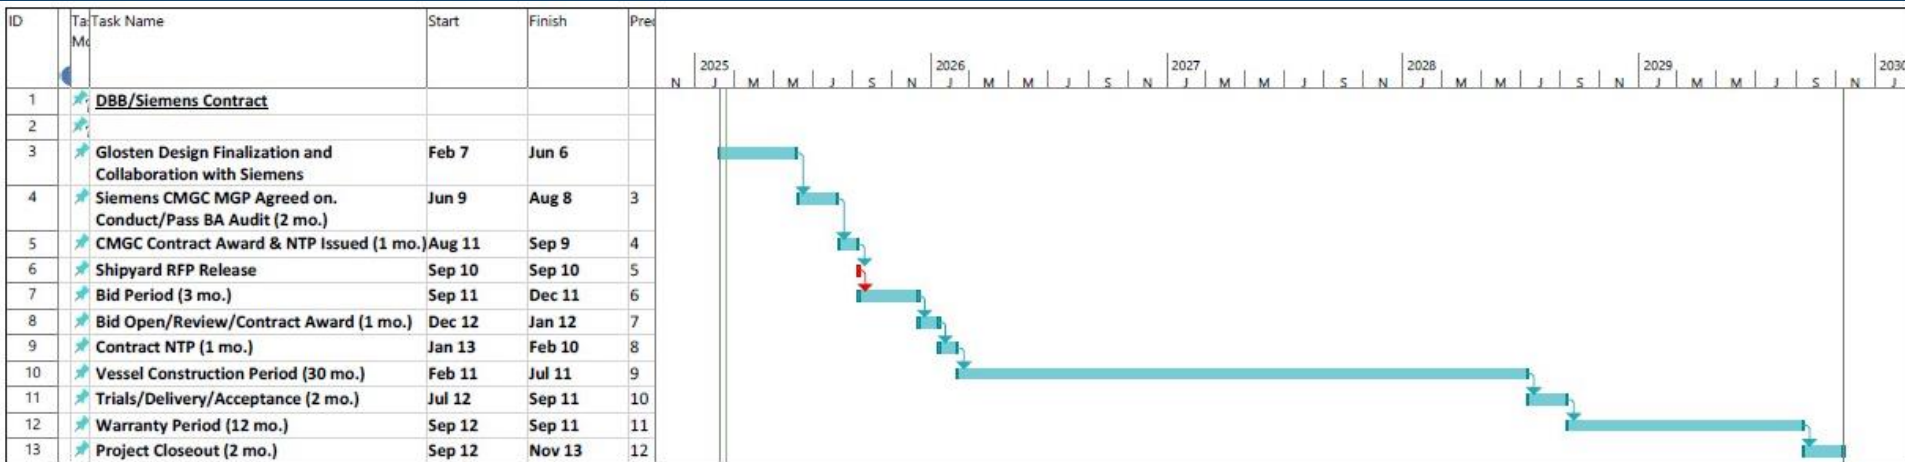 ID Ta Task Name Start Finish Pred
Mo
2025 2026 2027 2028 2029 2030
N J M M J S N J M M J S N J M M J S N J M M J S N J M M J S N J
1 DBB/Siemens Contract
2
3 Glosten Design Finalization and Feb 7 Jun 6
Collaboration with Siemens
4 Siemens CMGC MGP Agreed on. Jun 9 Aug 8 3
Conduct/Pass BA Audit (2 mo.)
5 CMGC Contract Award & NTP Issued (1 mo.) Aug 11 Sep 9 4
6 Shipyard RFP Release Sep 10 Sep 10 5
7 Bid Period (3 mo.) Sep 11 Dec 11 6
8 Bid Open/Review/Contract Award (1 mo.) Dec 12 Jan 12 7
9 Contract NTP (1 mo.) Jan 13 Feb 10 8
10 Vessel Construction Period (30 mo.) Feb 11 Jul 11 9
11 Trials/Delivery/Acceptance (2 mo.) Jul 12 Sep 11 10
12 Warranty Period (12 mo.) Sep 12 Sep 11 11
13 Project Closeout (2 mo.) Sep 12 Nov 13 12